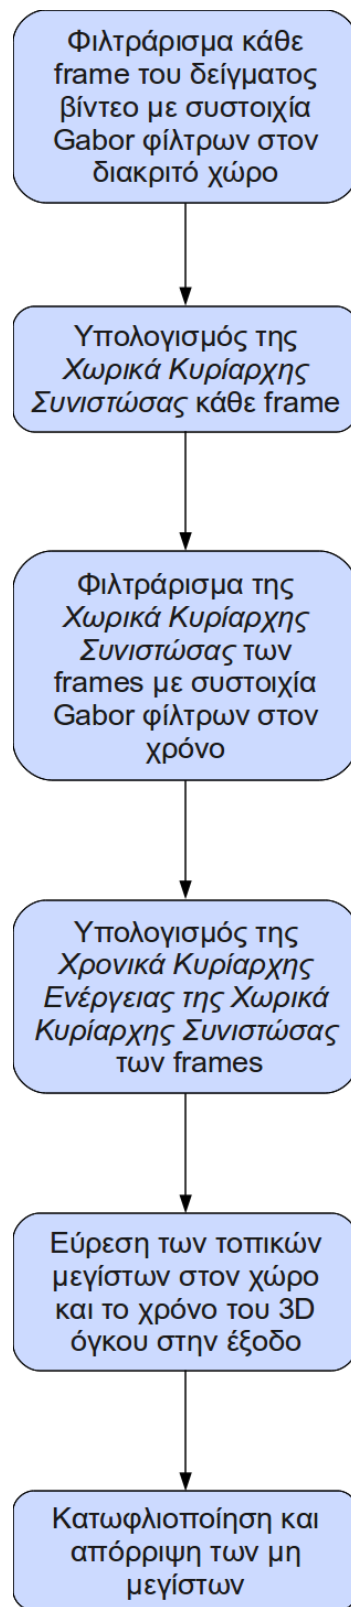 Φιλτράρισμα κάθε
frame του δείγματος
βίντεο με συστοιχία
Gabor φίλτρων στον
διακριτό χώρο
Υπολογισμός της
Χωρικά Κυρίαρχης
Συνιστώσας κάθε frame
Φιλτράρισμα της
Χωρικά Κυρίαρχης
Συνιστώσας των
frames με συστοιχία
Gabor φίλτρων στον
χρόνο
Υπολογισμός της
Χρονικά Κυρίαρχης
Ενέργειας της Χωρικά
Κυρίαρχης Συνιστώσας
των frames
Εύρεση των τοπικών
μεγίστων στον χώρο
και το χρόνο του 3D
όγκου στην έξοδο
Κατωφλιοποίηση και
απόρριψη των μη
μεγίστων